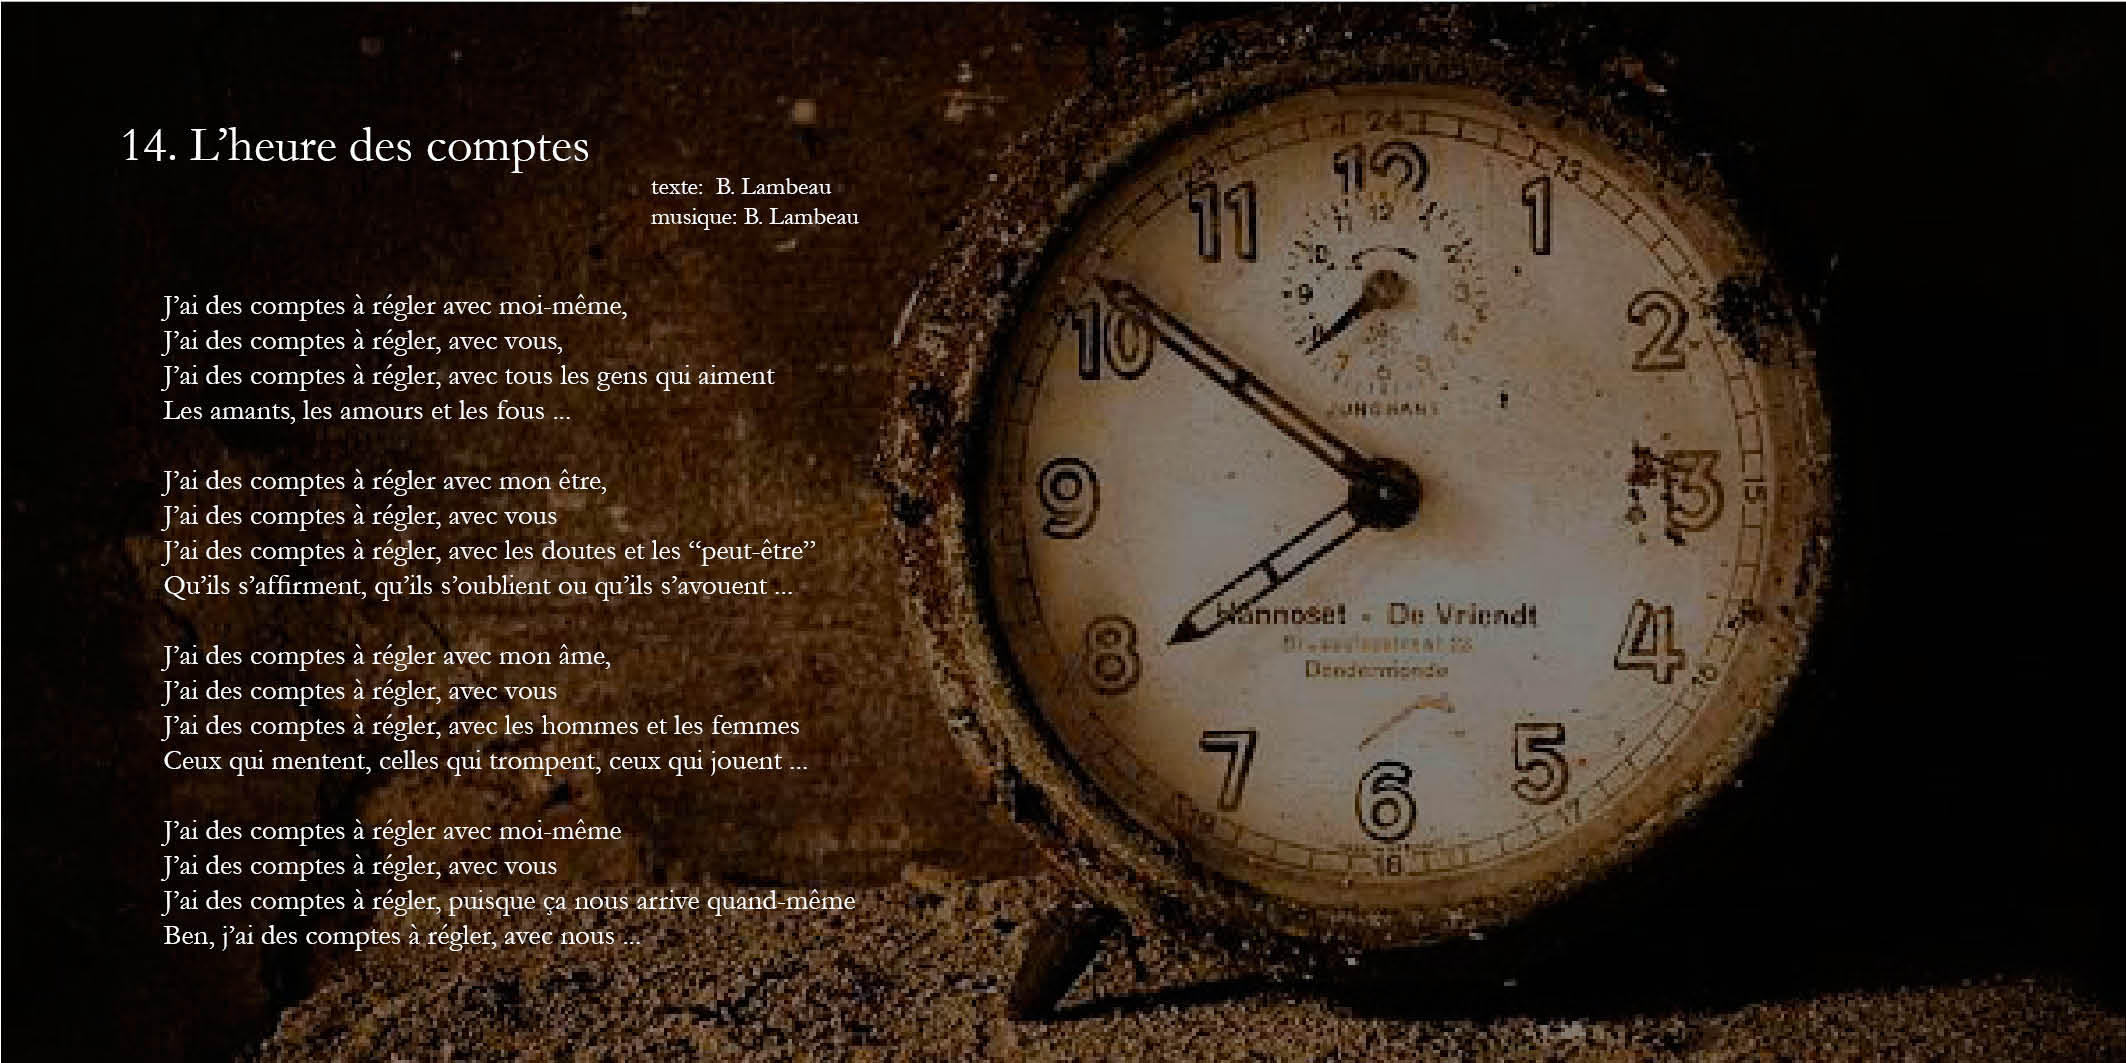 14. L’heure des comptes
texte:  B. Lambeau
musique: B. Lambeau
J’ai des comptes à régler avec moi-même,
J’ai des comptes à régler, avec vous,
J’ai des comptes à régler, avec tous les gens qui aiment
Les amants, les amours et les fous ...
J’ai des comptes à régler avec mon être,
J’ai des comptes à régler, avec vous
J’ai des comptes à régler, avec les doutes et les “peut-être”
Qu’ils s’affirment, qu’ils s’oublient ou qu’ils s’avouent ...
J’ai des comptes à régler avec mon âme,
J’ai des comptes à régler, avec vous
J’ai des comptes à régler, avec les hommes et les femmes
Ceux qui mentent, celles qui trompent, ceux qui jouent ...
J’ai des comptes à régler avec moi-même
J’ai des comptes à régler, avec vous
J’ai des comptes à régler, puisque ça nous arrive quand-même
Ben, j’ai des comptes à régler, avec nous ...
24
12
11
1
13
10
2
9
3
15
8
4
7
5
6
17
18
JUNGHANS
Hannoset - De Vriendt
Dendermonde